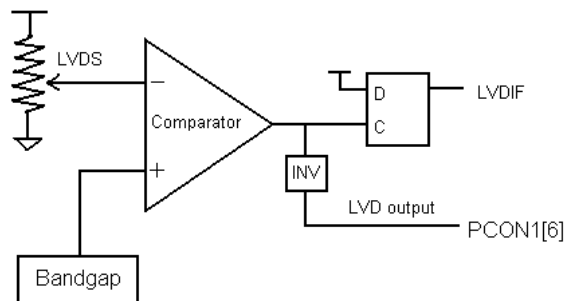 LVDS
−
Comparator
+
D
C
LVDIF
INV
LVD output
PCON1[6]
Bandgap